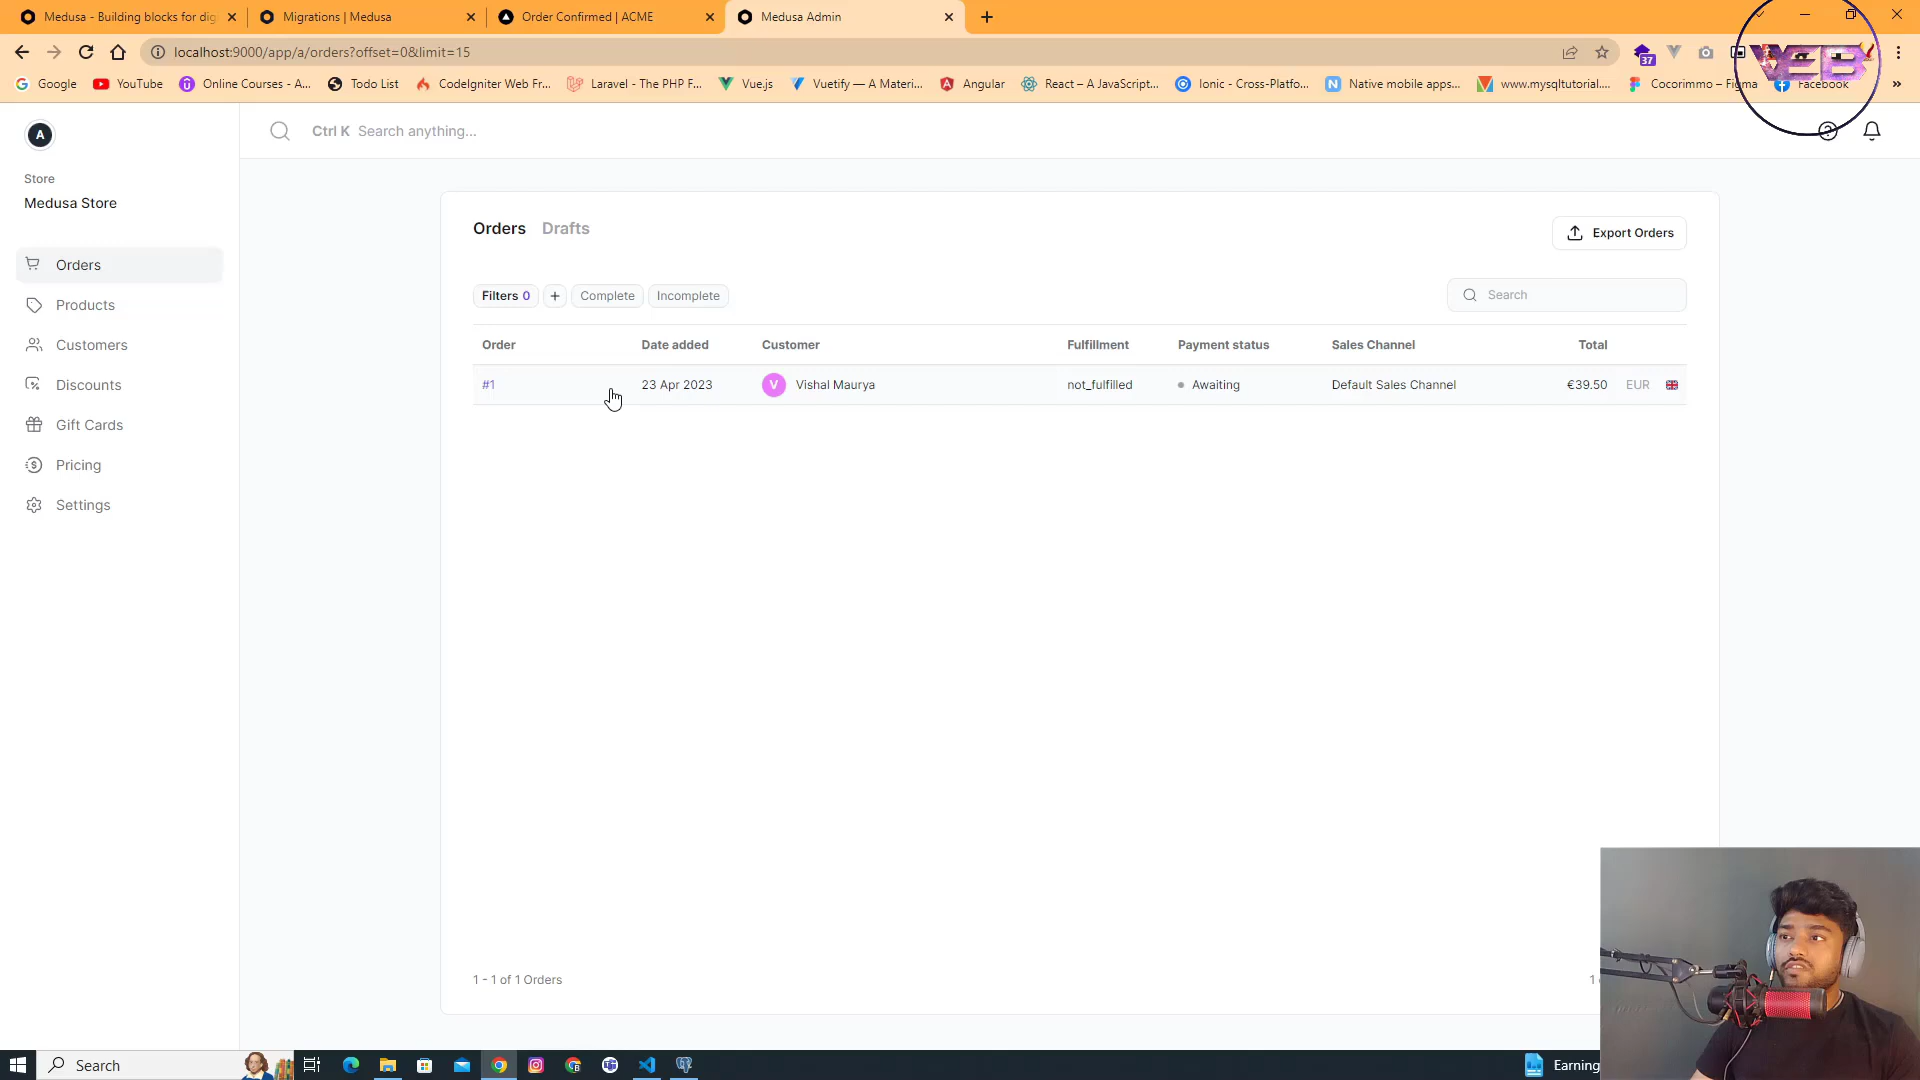 Medusa - Building blocks for dig
Migrations | Medusa
Order Confirmed | ACME
Medusa Admin
localhost:9000/app/a/orders?offset=0&limit=15
37
WEB
Google
YouTube
Online Courses - A...
Todo List
CodeIgniter Web Fr...
Laravel - The PHP F...
Vue.js
Vuetify — A Materi...
Angular
React – A JavaScript...
Ionic - Cross-Platfo...
Native mobile apps...
www.mysqltutorial....
Cocorimmo – Figma
Facebook
»
A
Ctrl K Search anything...
Store
Medusa Store
Orders
Products
Customers
Discounts
Gift Cards
Pricing
Settings
Orders Drafts
Export Orders
Filters 0
Complete
Incomplete
Search
Order Date added Customer Fulfillment Payment status Sales Channel Total
#1 23 Apr 2023 V Vishal Maurya not_fulfilled Awaiting Default Sales Channel €39.50 EUR
1 - 1 of 1 Orders
1
Search
Earning